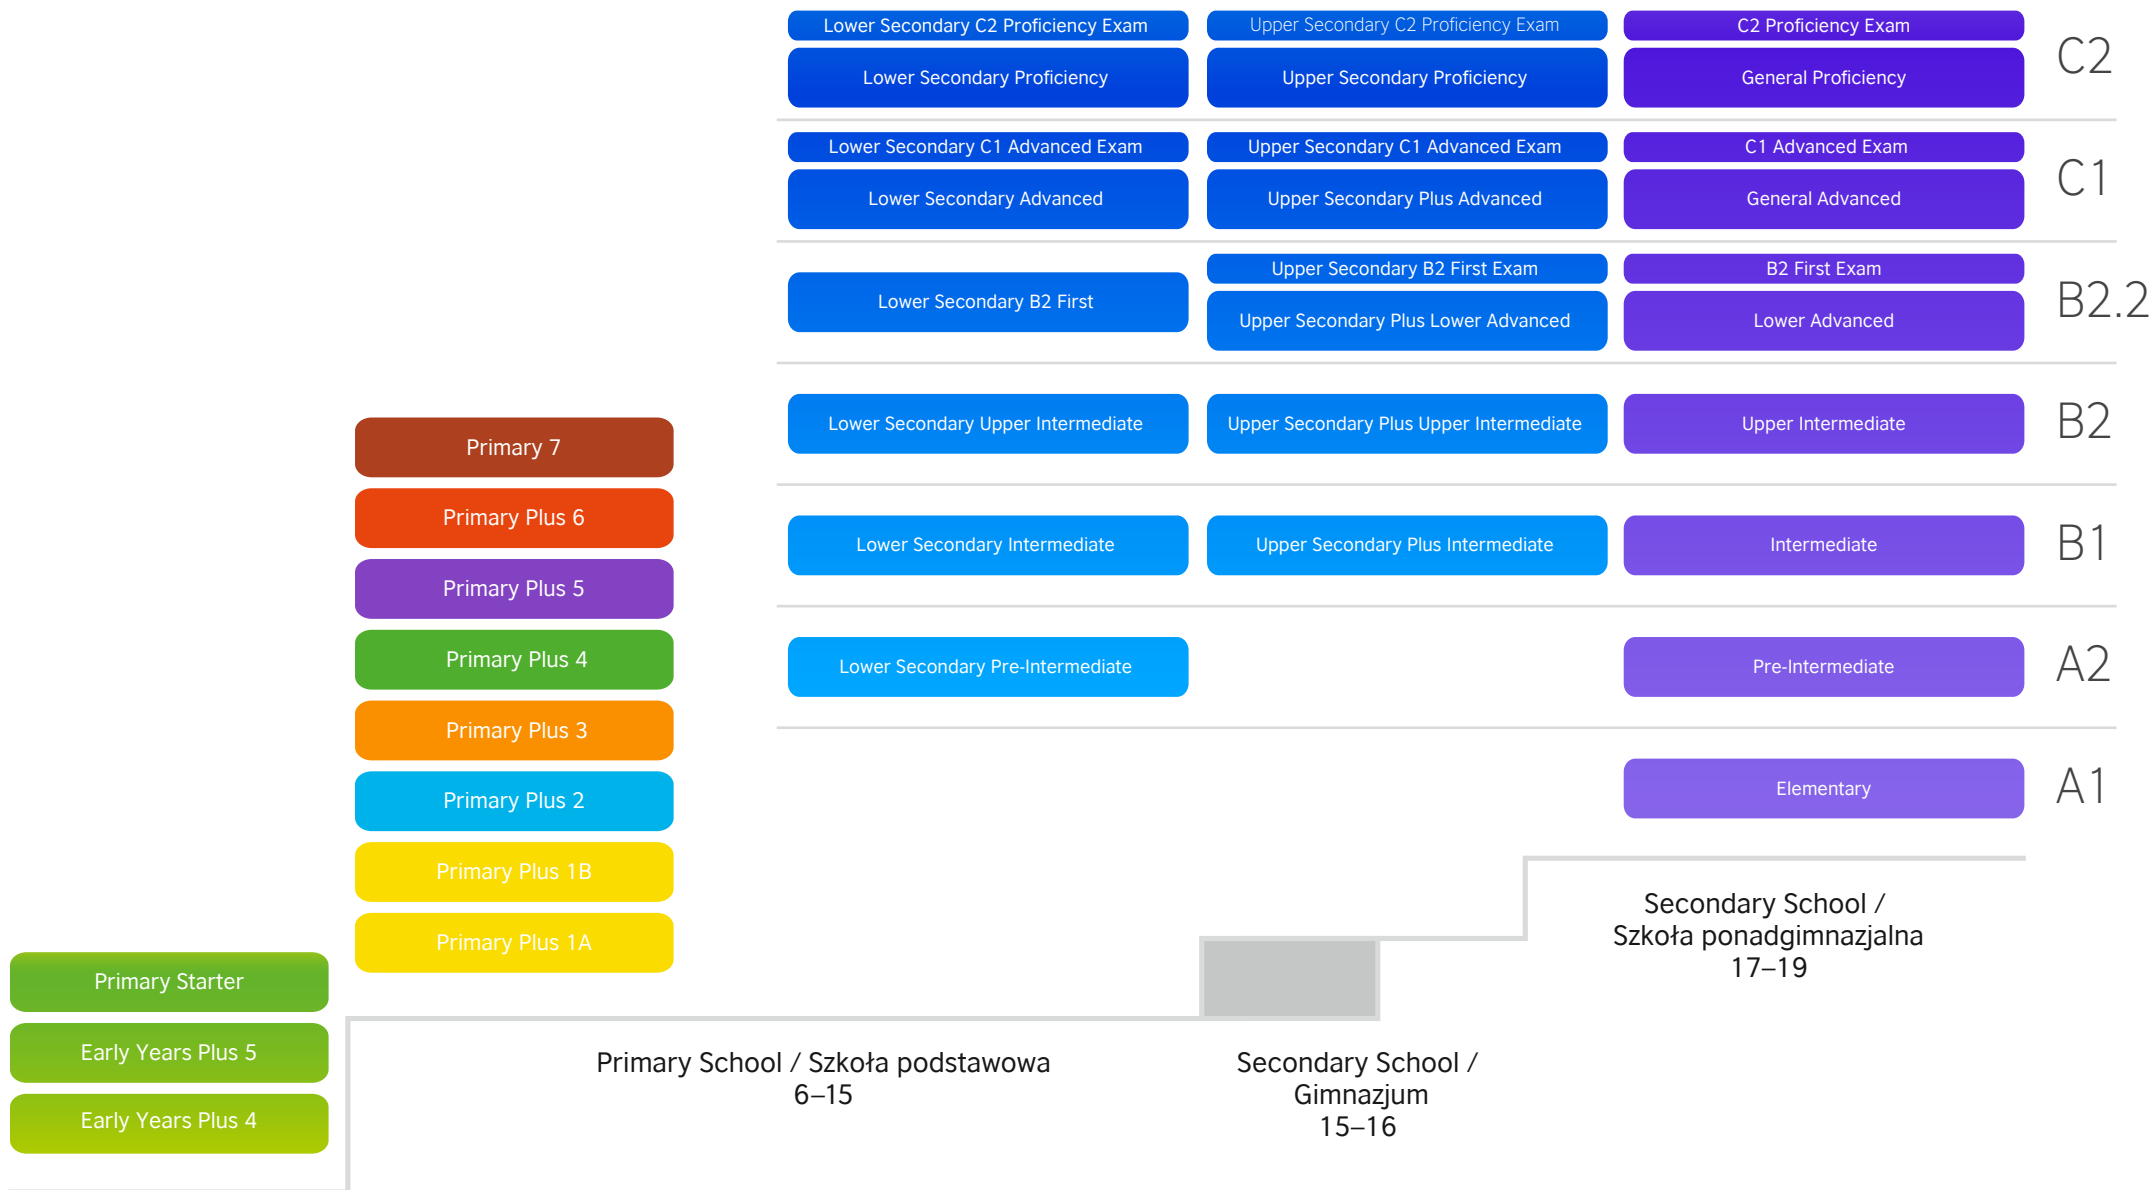 Lower Secondary C2 Proficiency Exam
Upper Secondary C2 Proficiency Exam
C2 Proficiency Exam
C2
Lower Secondary Proficiency
Upper Secondary Proficiency
General Proficiency
Lower Secondary C1 Advanced Exam
Upper Secondary C1 Advanced Exam
C1 Advanced Exam
C1
Lower Secondary Advanced
Upper Secondary Plus Advanced
General Advanced
Upper Secondary B2 First Exam
B2 First Exam
Lower Secondary B2 First
B2.2
Upper Secondary Plus Lower Advanced
Lower Advanced
Lower Secondary Upper Intermediate
Upper Secondary Plus Upper Intermediate
Upper Intermediate
B2
Primary 7
Primary Plus 6
Lower Secondary Intermediate
Upper Secondary Plus Intermediate
Intermediate
B1
Primary Plus 5
Primary Plus 4
Lower Secondary Pre-Intermediate
Pre-Intermediate
A2
Primary Plus 3
Primary Plus 2
Elementary
A1
Primary Plus 1B
Primary Plus 1A
Primary Starter
Early Years Plus 5
Early Years Plus 4
Primary School / Szkoła podstawowa
6–15
Secondary School /
Gimnazjum
15–16
Secondary School /
Szkoła ponadgimnazjalna
17–19